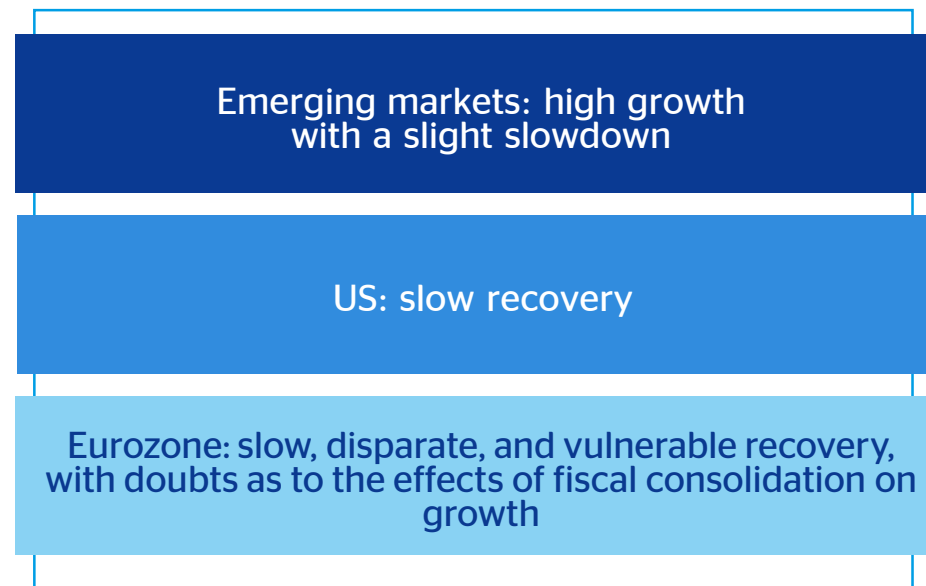 Emerging markets: high growth
with a slight slowdown
US: slow recovery
Eurozone: slow, disparate, and vulnerable recovery,
with doubts as to the effects of fiscal consolidation on
growth